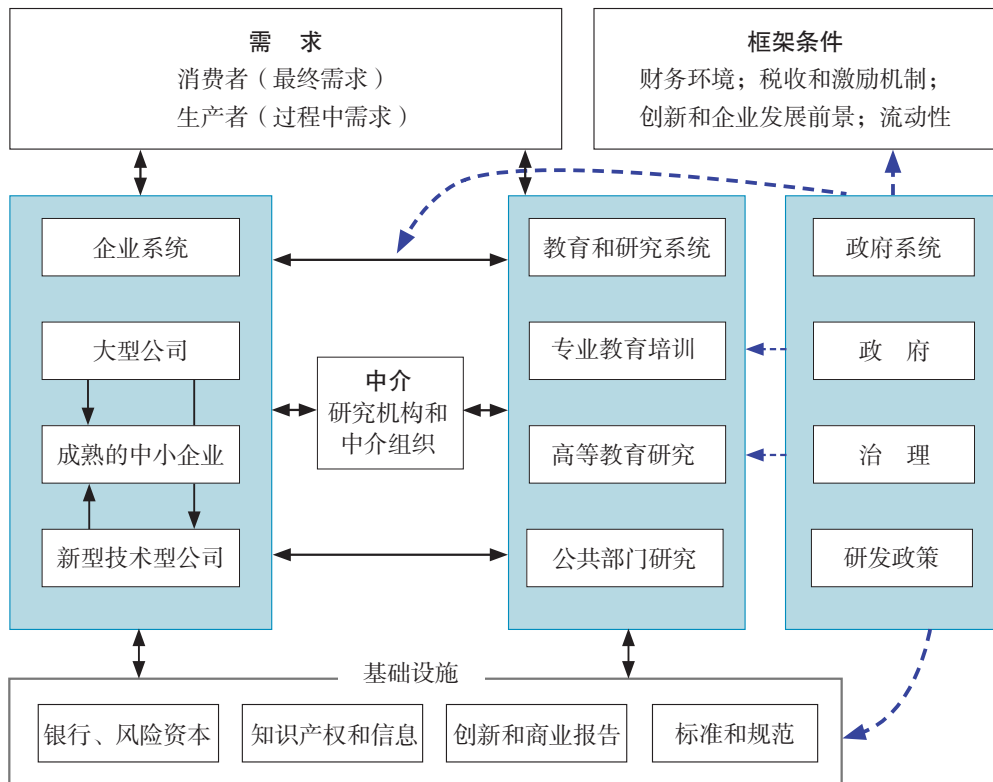 需 求
消费者（最终需求）
生产者（过程中需求）
框架条件
财务环境；税收和激励机制；
创新和企业发展前景；流动性
企业系统
大型公司
成熟的中小企业
新型技术型公司
中介
研究机构和
中介组织
教育和研究系统
专业教育培训
高等教育研究
公共部门研究
政府系统
政 府
治 理
研发政策
基础设施
银行、风险资本
知识产权和信息
创新和商业报告
标准和规范